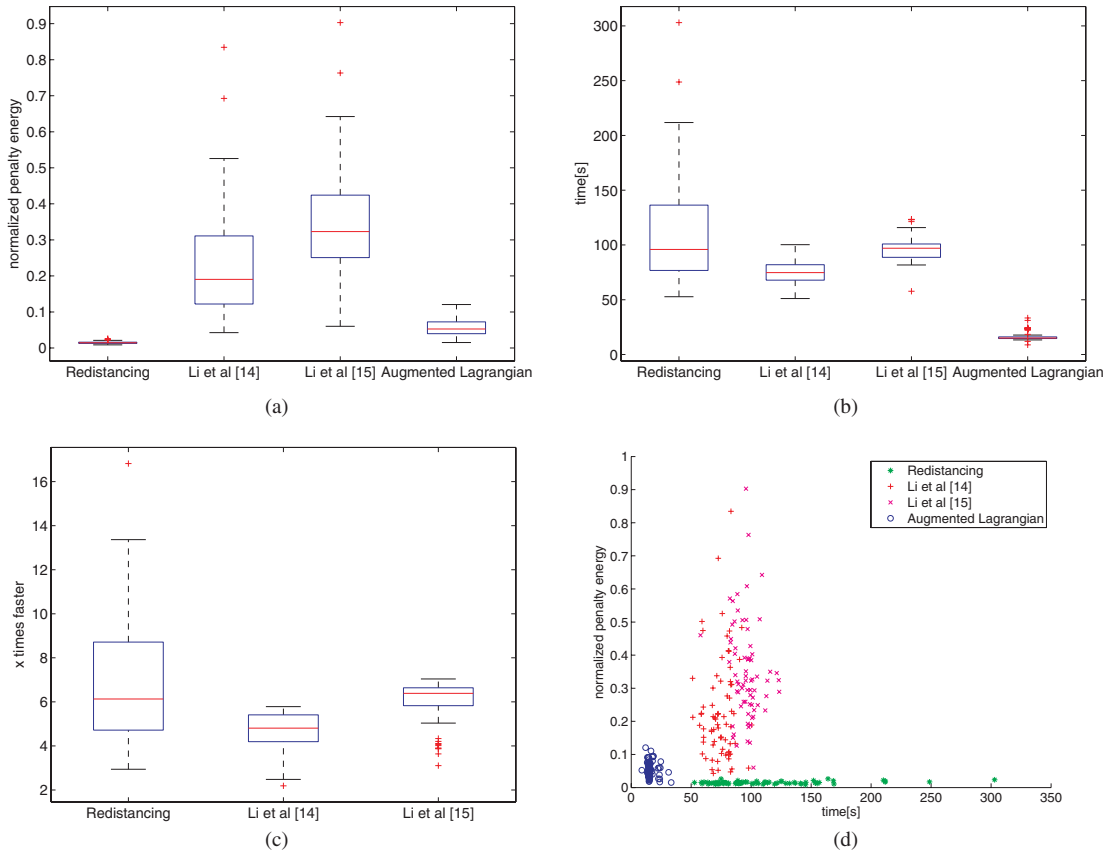 0.9
0.8
0.7
0.6
0.5
0.4
0.3
0.2
0.1
0
normalized penalty energy
Redistancing
Li et al [14]
Li et al [15]
Augmented Lagrangian
(a)
300
250
200
150
100
50
0
time[s]
Redistancing
Li et al [14]
Li et al [15]
Augmented Lagrangian
(b)
16
14
12
10
8
6
4
2
x times faster
Redistancing
Li et al [14]
Li et al [15]
(c)
1
0.9
0.8
0.7
0.6
0.5
0.4
0.3
0.2
0.1
0
normalized penalty energy
Redistancing
Li et al [14]
Li et al [15]
Augmented Lagrangian
0
50
100
150
200
250
300
350
time[s]
(d)